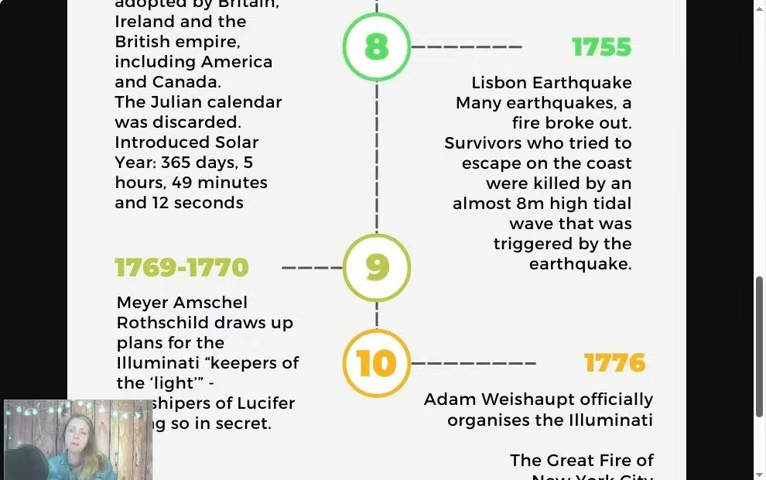 adopted by Britain,
Ireland and the
British empire,
including America
and Canada.
The Julian calendar
was discarded.
Introduced Solar
Year: 365 days, 5
hours, 49 minutes
and 12 seconds
8
1755
Lisbon Earthquake
Many earthquakes, a
fire broke out.
Survivors who tried to
escape on the coast
were killed by an
almost 8m high tidal
wave that was
triggered by the
earthquake.
1769-1770
9
Meyer Amschel
Rothschild draws up
plans for the
Illuminati “keepers of
the ‘light’” -
of Lucifer
so in secret.
10
1776
Adam Weishaupt officially
organises the Illuminati
The Great Fire of
New York City